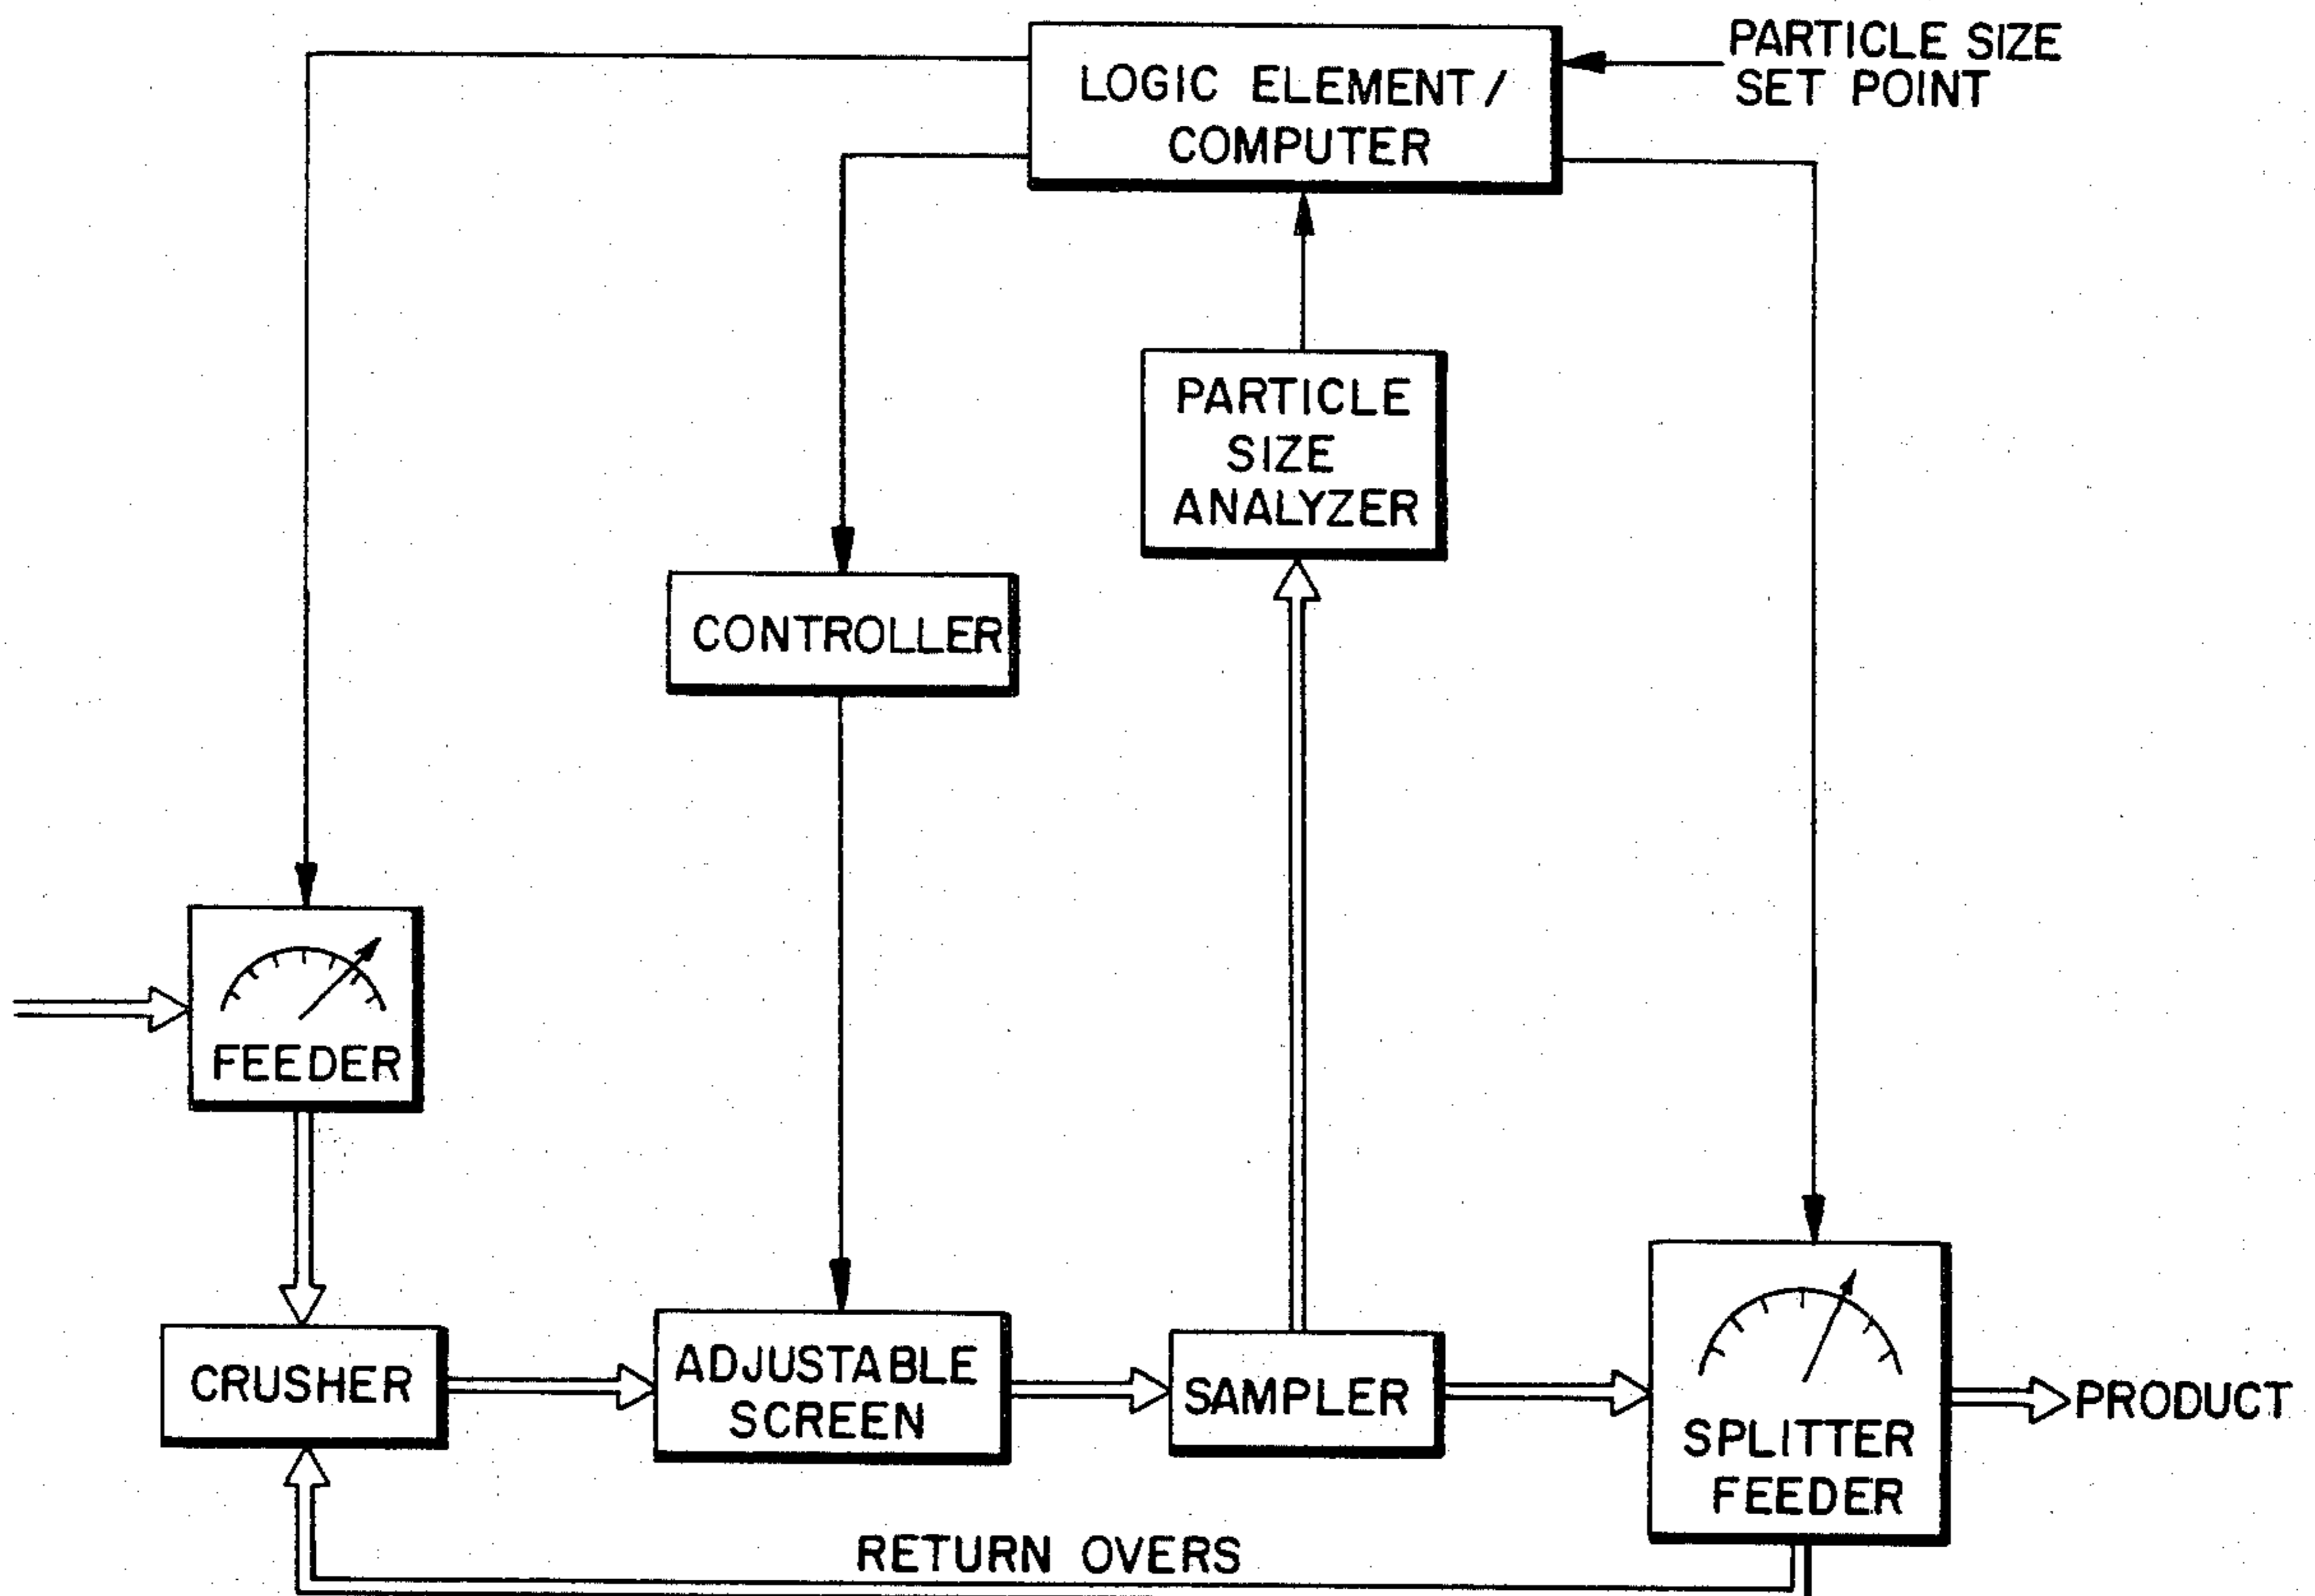 PARTICLE SIZE
SET POINT
LOGIC ELEMENT/
COMPUTER
PARTICLE
SIZE
ANALYZER
CONTROLLER
FEEDER
CRUSHER
ADJUSTABLE
SCREEN
SAMPLER
SPLITTER
FEEDER
PRODUCT
RETURN OVERS